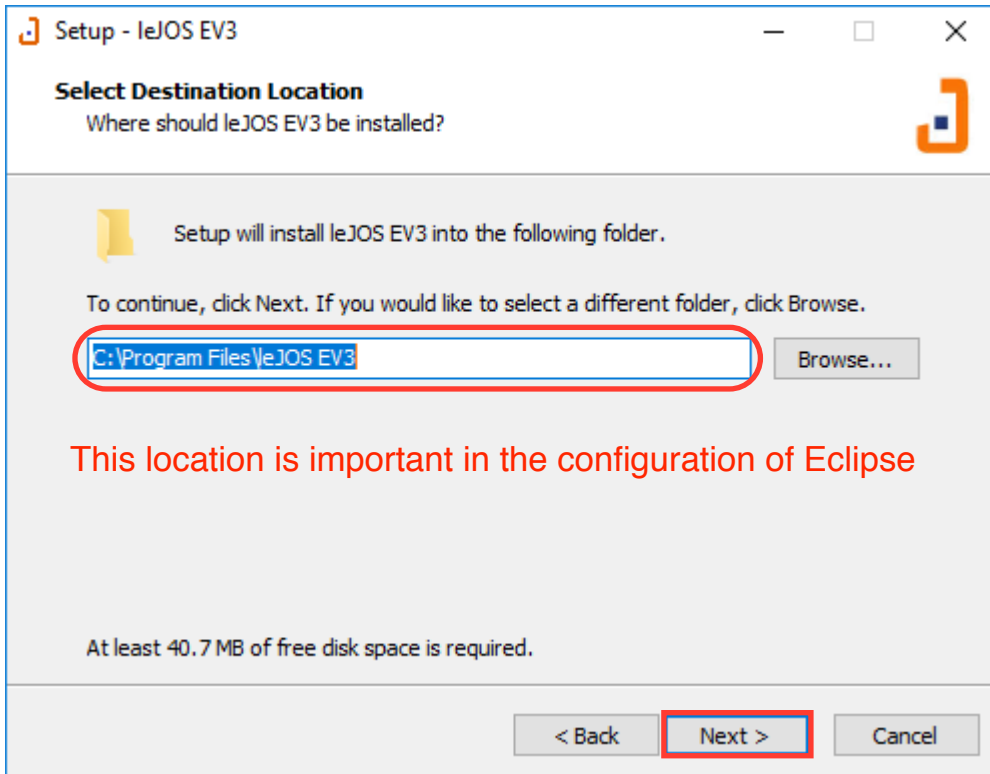 Setup - leJOS EV3
Select Destination Location
Where should leJOS EV3 be installed?
Setup will install leJOS EV3 into the following folder.
To continue, click Next. If you would like to select a different folder, click Browse.
C:\Program Files\leJOS EV3
Browse...
This location is important in the configuration of Eclipse
At least 40.7 MB of free disk space is required.
< Back Next > Cancel